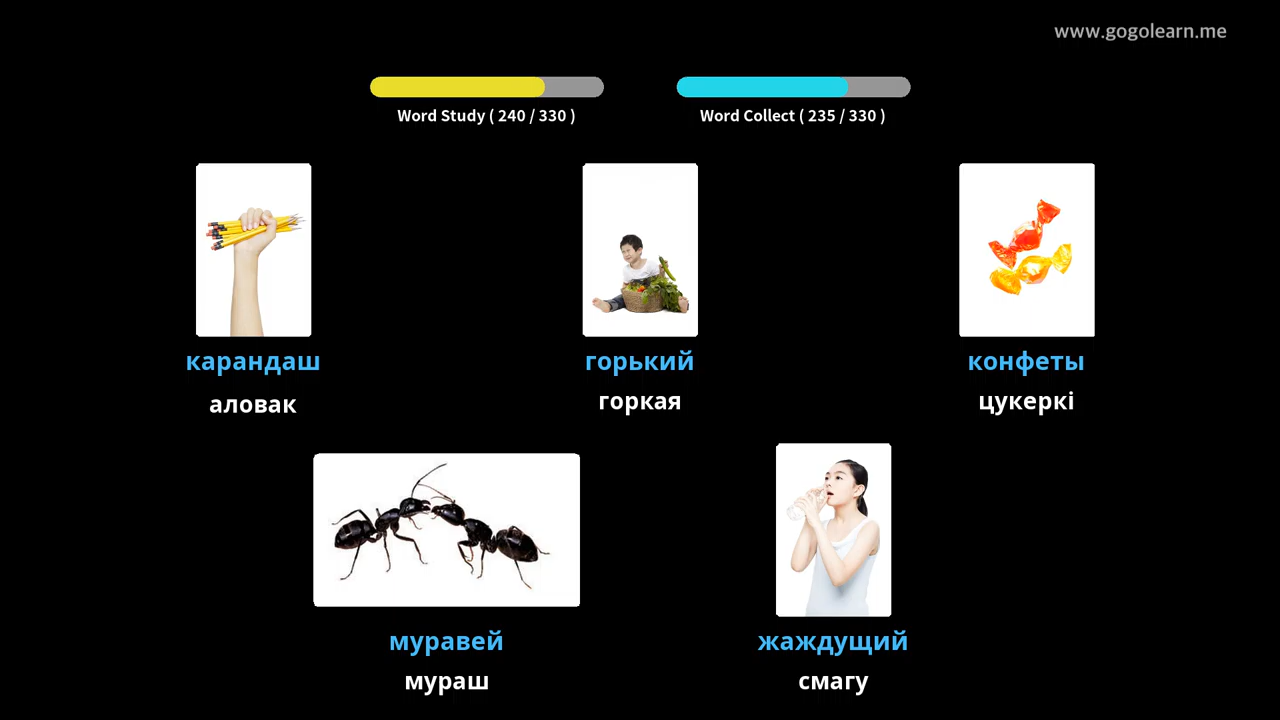 www.gogolearn.me
Word Study ( 240 / 330 )
Word Collect ( 235 / 330 )
карандаш
горький
конфеты
аловак
горкая
цукеркі
муравей
жаждущий
мураш
смагу